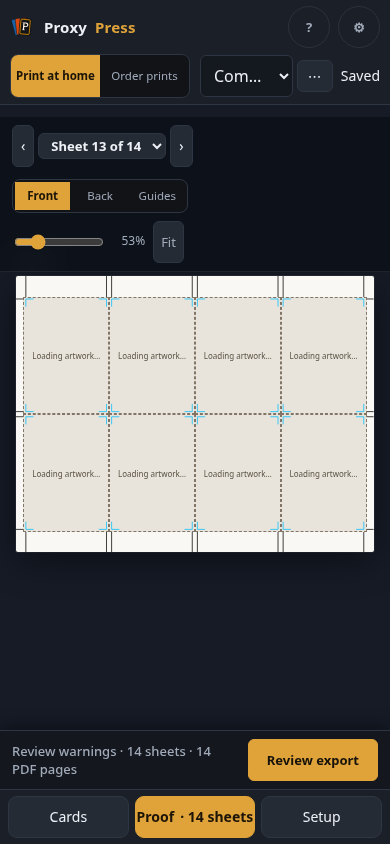 Proxy Press
?
⚙
Print at home
Order prints
Com...
...
Saved
‹
Sheet 13 of 14
›
Front
Back
Guides
53%
Fit
Loading artwork... Loading artwork... Loading artwork... Loading artwork...
Loading artwork... Loading artwork... Loading artwork... Loading artwork...
Review warnings · 14 sheets · 14
PDF pages
Review export
Cards
Proof · 14 sheets
Setup